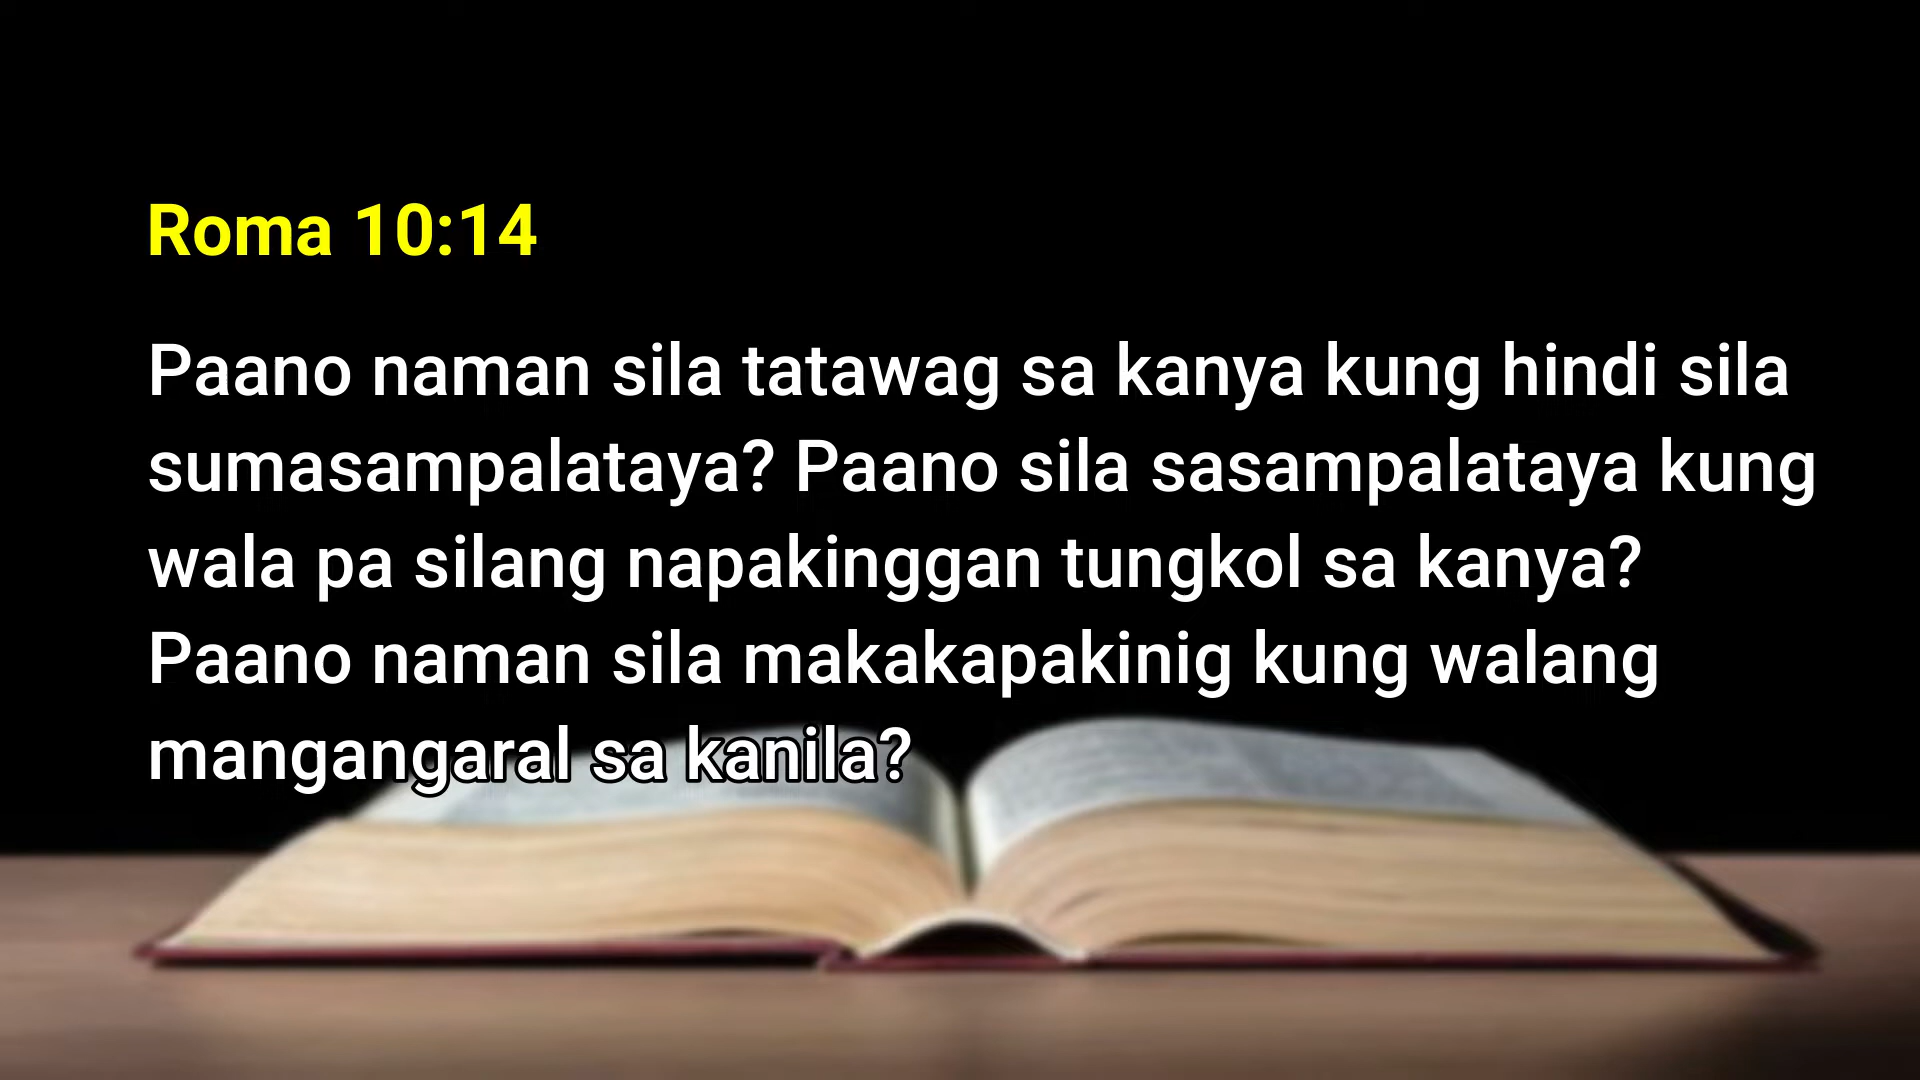 Roma 10:14
Paano naman sila tatawag sa kanya kung hindi sila
sumasampalataya? Paano sila sasampalataya kung
wala pa silang napakinggan tungkol sa kanya?
Paano naman sila makakapakinig kung walang
mangangaral sa kanila?